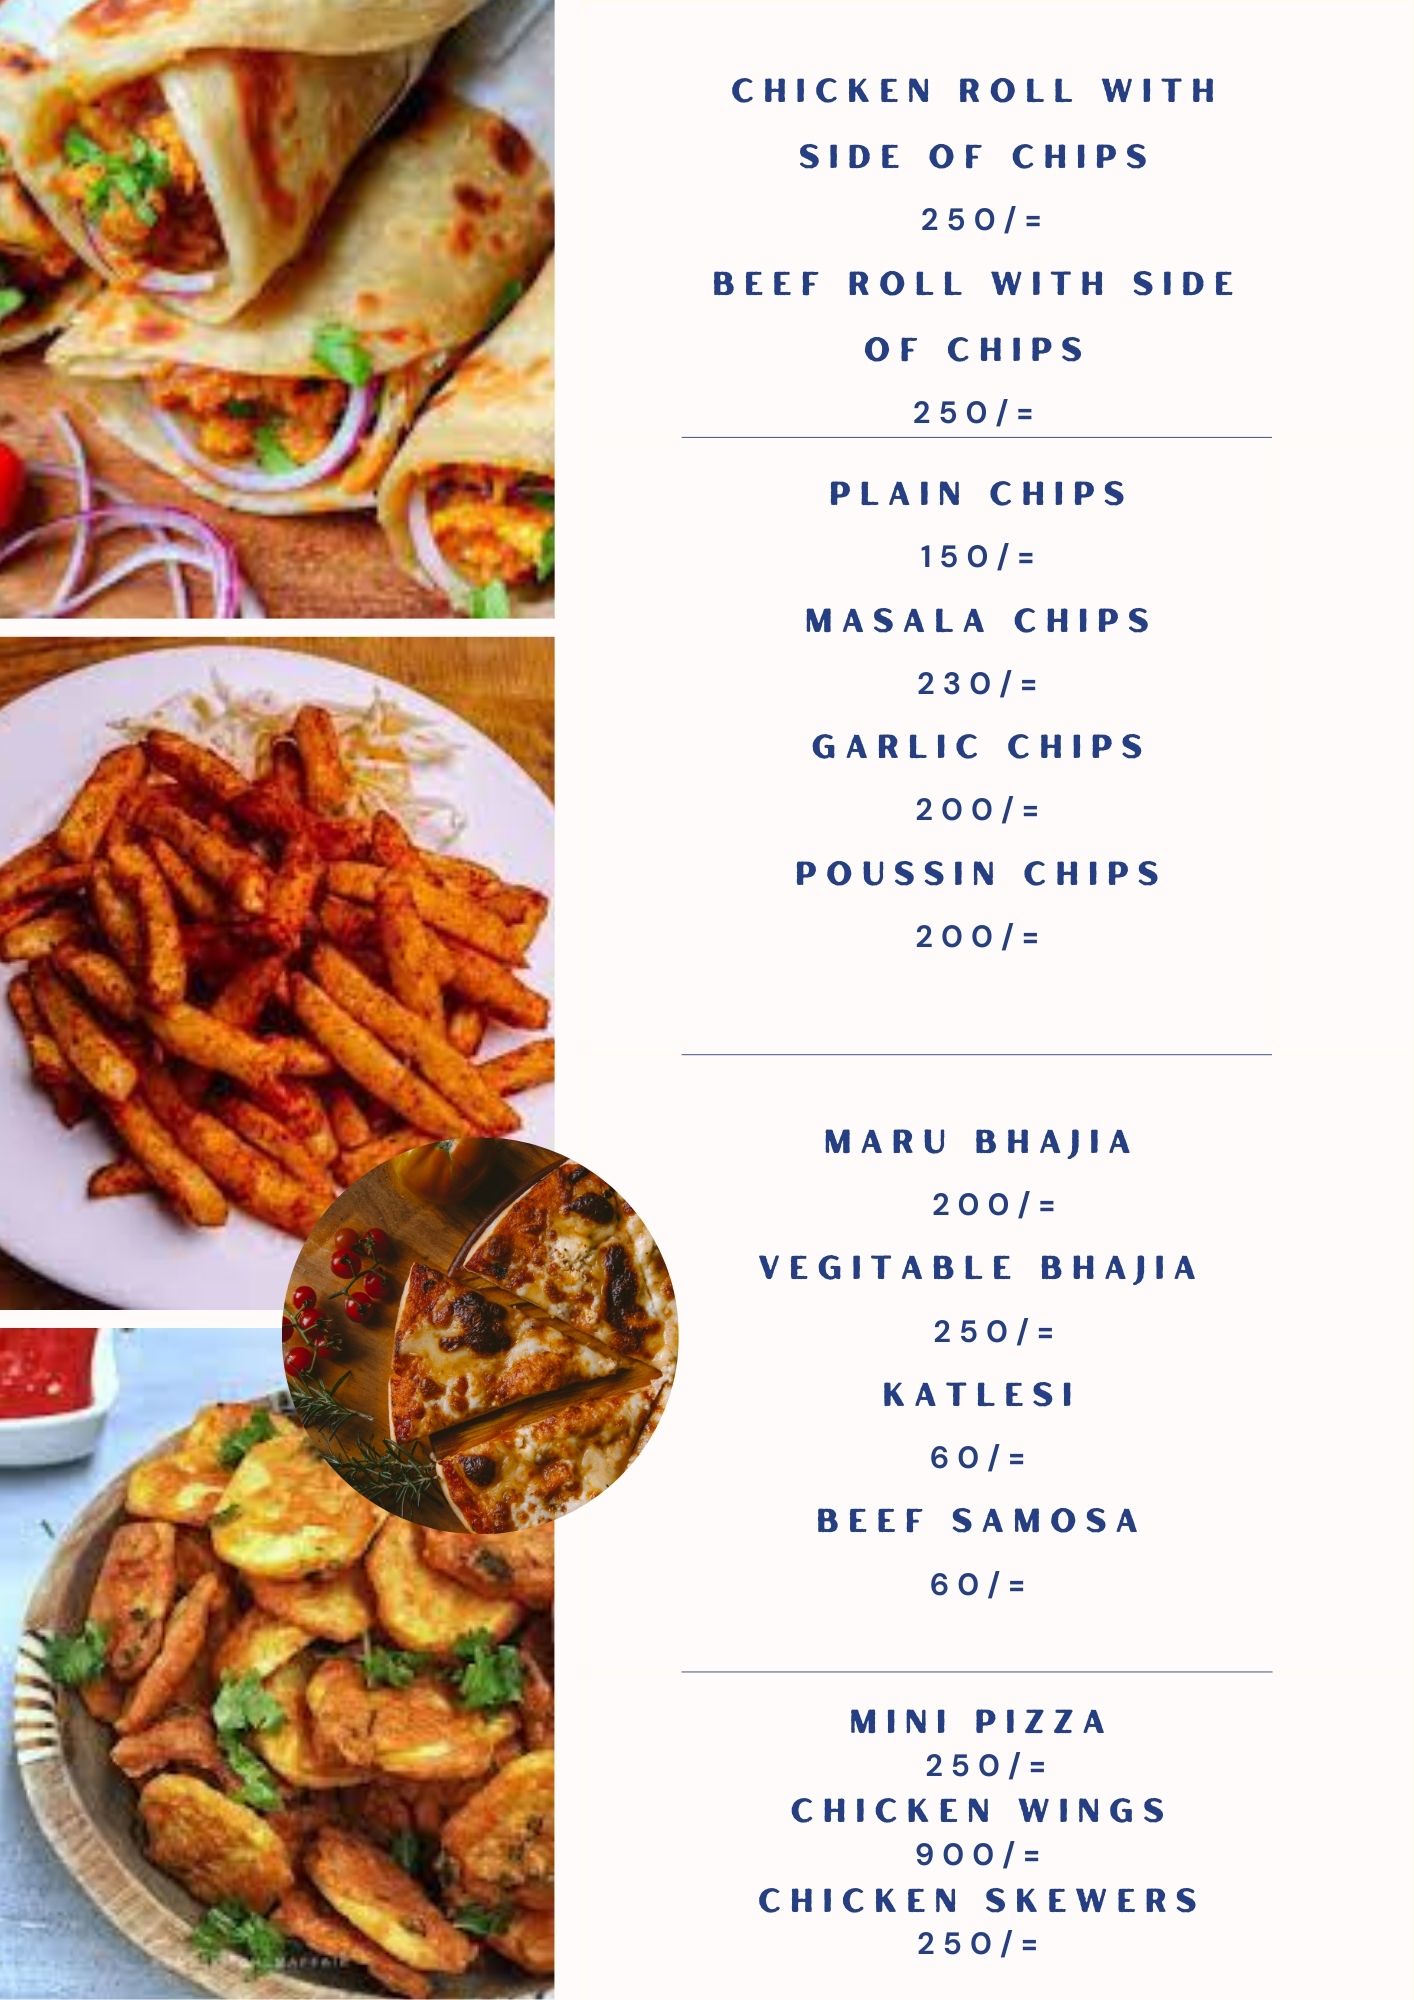 CHICKEN ROLL WITH
SIDE OF CHIPS
250/=
BEEF ROLL WITH SIDE
OF CHIPS
250/=
PLAIN CHIPS
150/=
MASALA CHIPS
230/=
GARLIC CHIPS
200/=
POUSSIN CHIPS
200/=
MARU BHAJIA
200/=
VEGITABLE BHAJIA
250/=
KATLESI
60/=
BEEF SAMOSA
60/=
MINI PIZZA
250/=
CHICKEN WINGS
900/=
CHICKEN SKEWERS
250/=